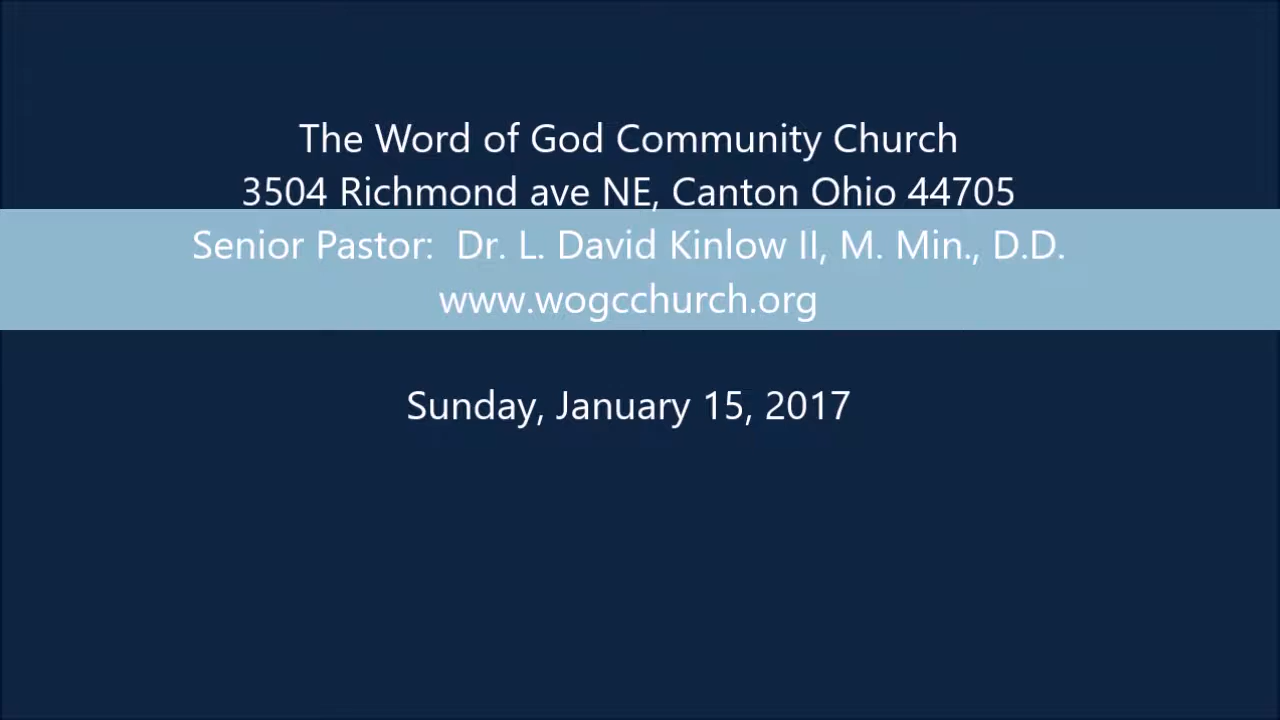 The Word of God Community Church
3504 Richmond ave NE, Canton Ohio 44705
Senior Pastor:  Dr. L. David Kinlow II, M. Min., D.D.
www.wogcchurch.org
Sunday, January 15, 2017